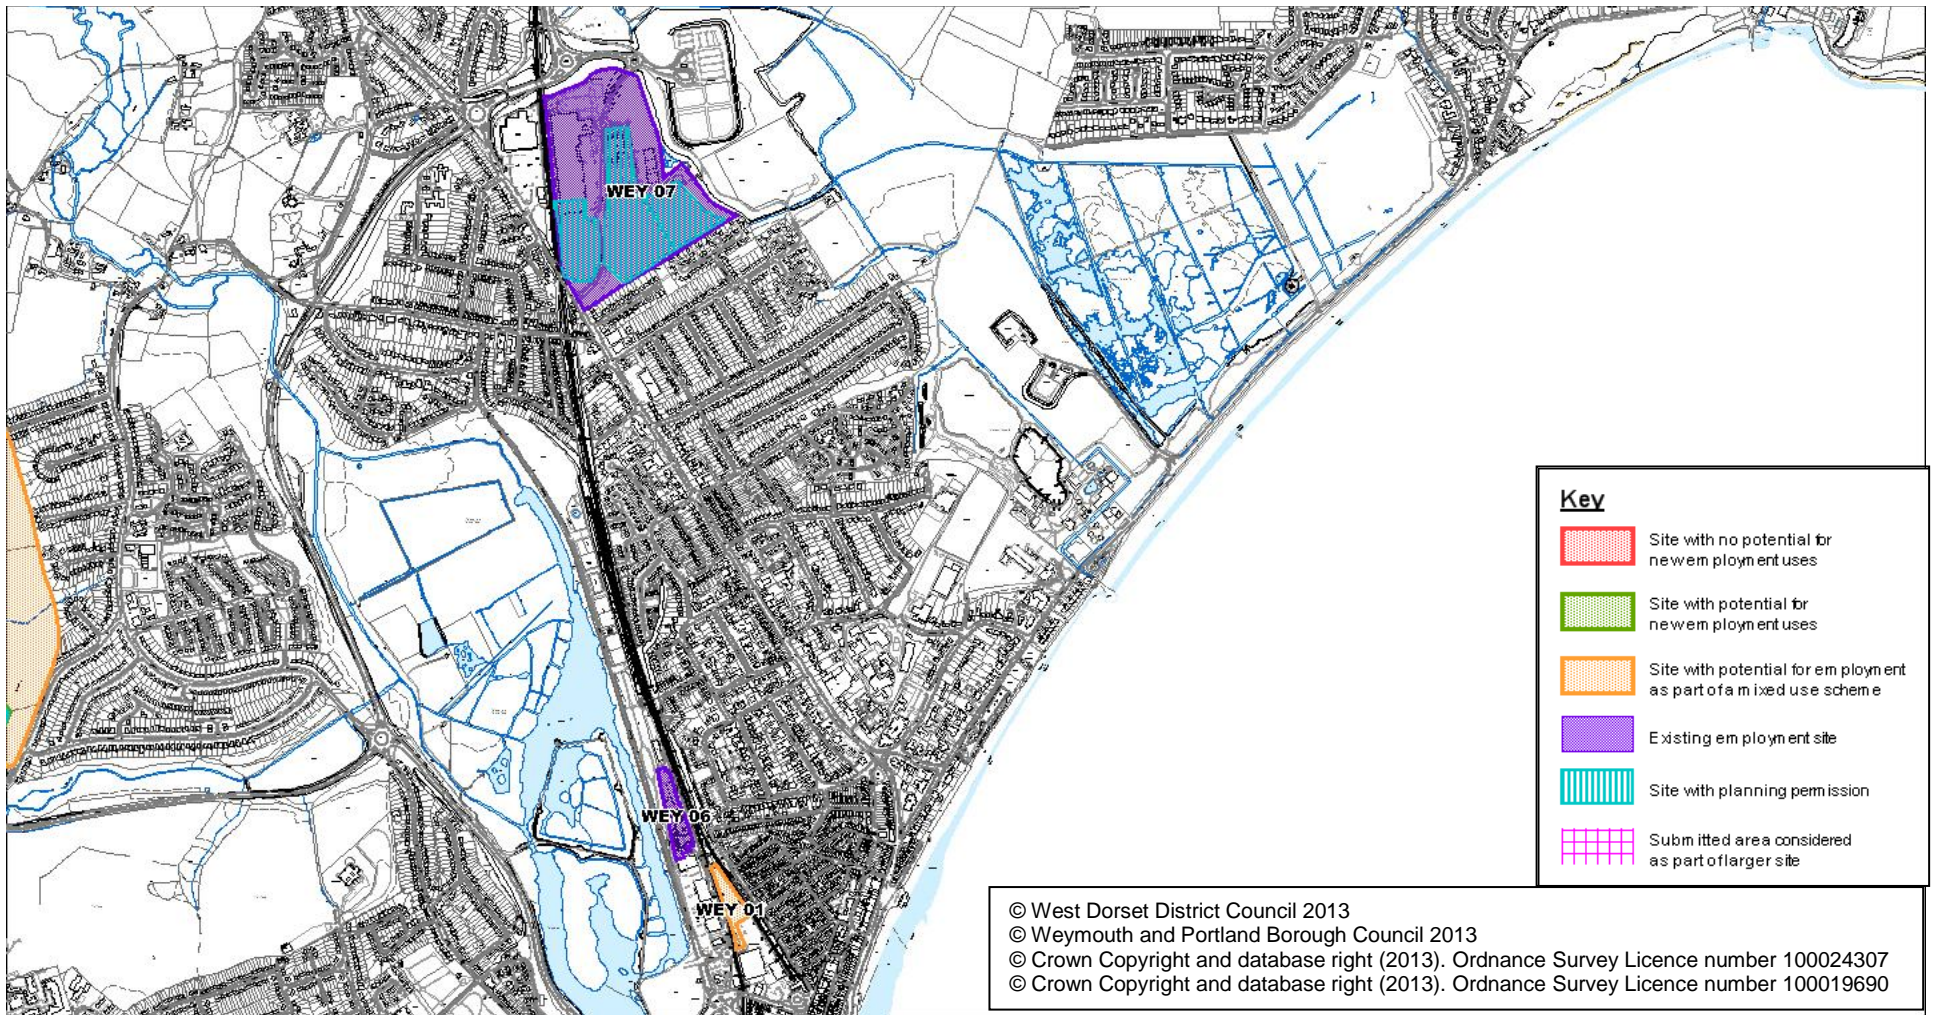 WEY 07
WEY 06
WEY 01
Key
Site with no potential for
new employment uses
Site with potential for
new employment uses
Site with potential for employment
as part of a mixed use scheme
Existing employment site
Site with planning permission
Submitted area considered
as part of larger site
© West Dorset District Council 2013
© Weymouth and Portland Borough Council 2013
© Crown Copyright and database right (2013). Ordnance Survey Licence number 100024307
© Crown Copyright and database right (2013). Ordnance Survey Licence number 100019690